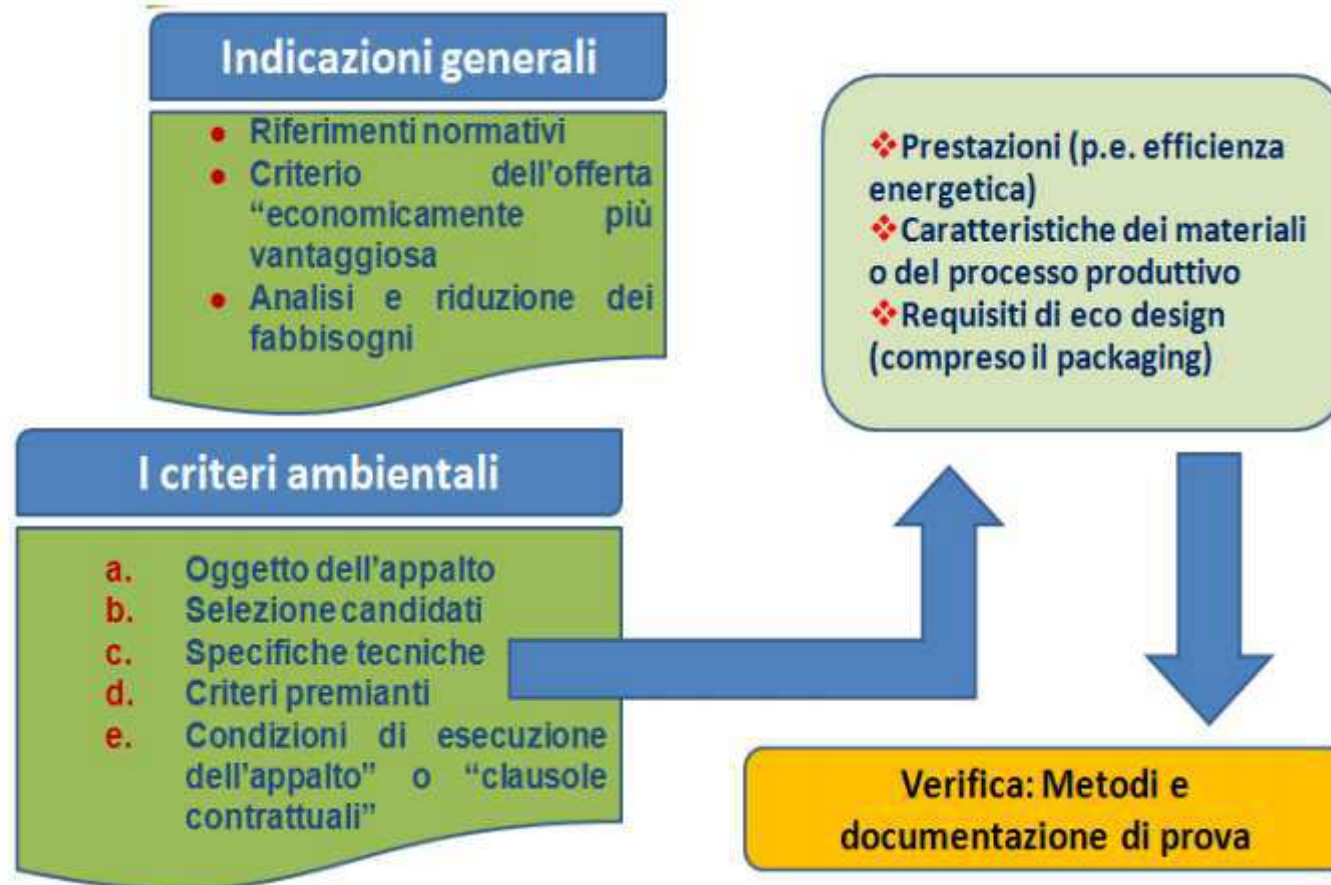 Indicazioni generali
● Riferimenti normativi
● Criterio dell'offerta
“economicamente più
vantaggiosa
● Analisi e riduzione dei
fabbisogni
I criteri ambientali
a. Oggetto dell'appalto
b. Selezione candidati
c. Specifiche tecniche
d. Criteri premianti
e. Condizioni di esecuzione
dell'appalto” o “clausole
contrattuali”
❖Prestazioni (p.e. efficienza
energetica)
❖Caratteristiche dei materiali
o del processo produttivo
❖Requisiti di eco design
(compreso il packaging)
Verifica: Metodi e
documentazione di prova